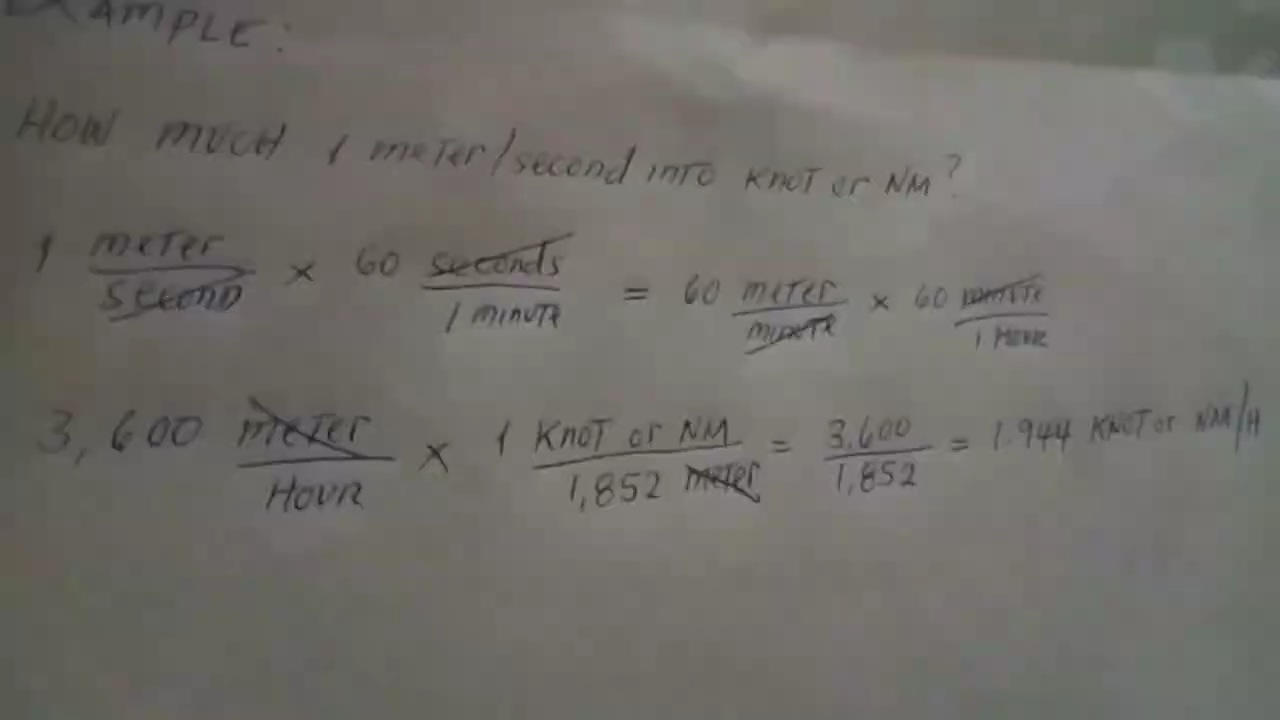 EXAMPLE:
HOW MUCH 1 METER/second INTO KNOT or NM?
1 METER/SECOND × 60 seconds/1 MINUTE = 60 METER/MINUTE × 60 MINUTE/1 HOUR
3,600 METER/HOUR × 1 KNOT or NM/1,852 METER = 3,600/1,852 = 1.944 KNOT or NM/H